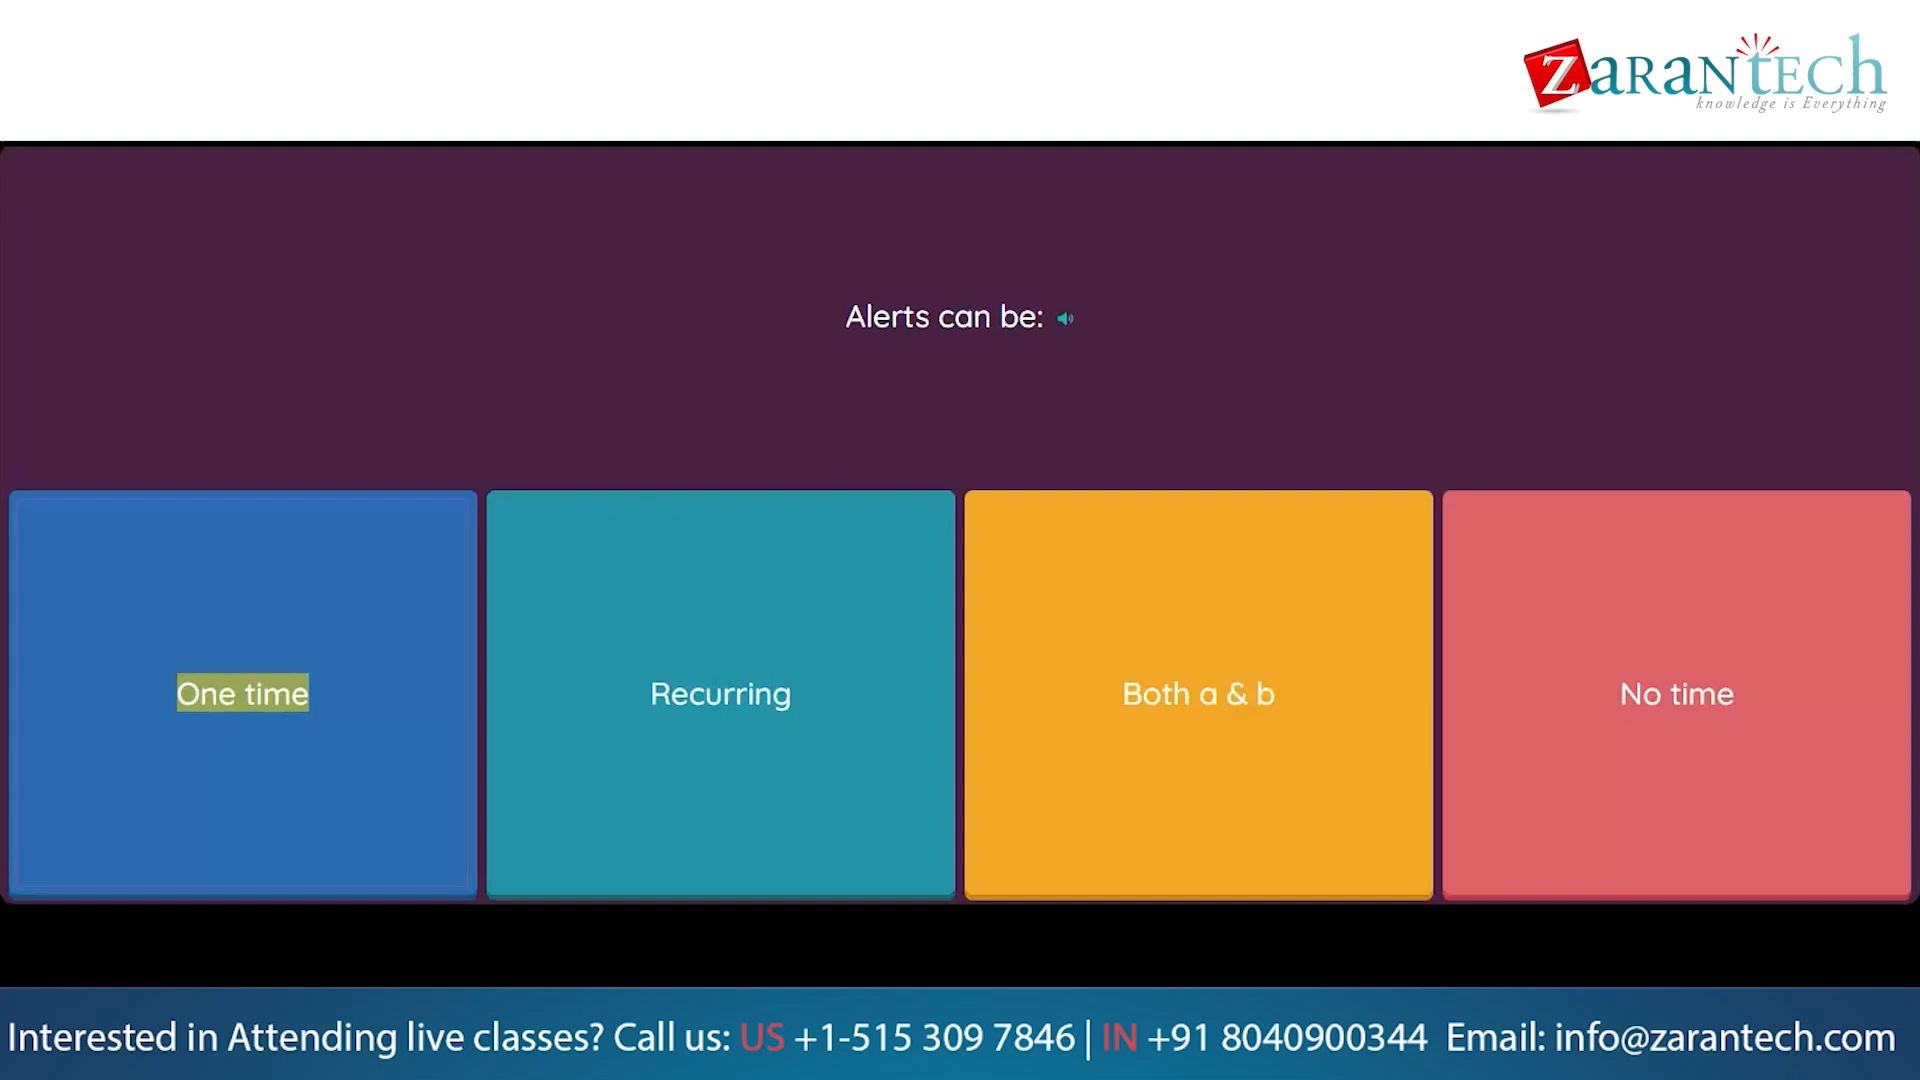 ZaranTech
knowledge is Everything
Alerts can be:
One time
Recurring
Both a & b
No time
Interested in Attending live classes? Call us: US +1-515 309 7846 | IN +91 8040900344 Email: info@zarantech.com